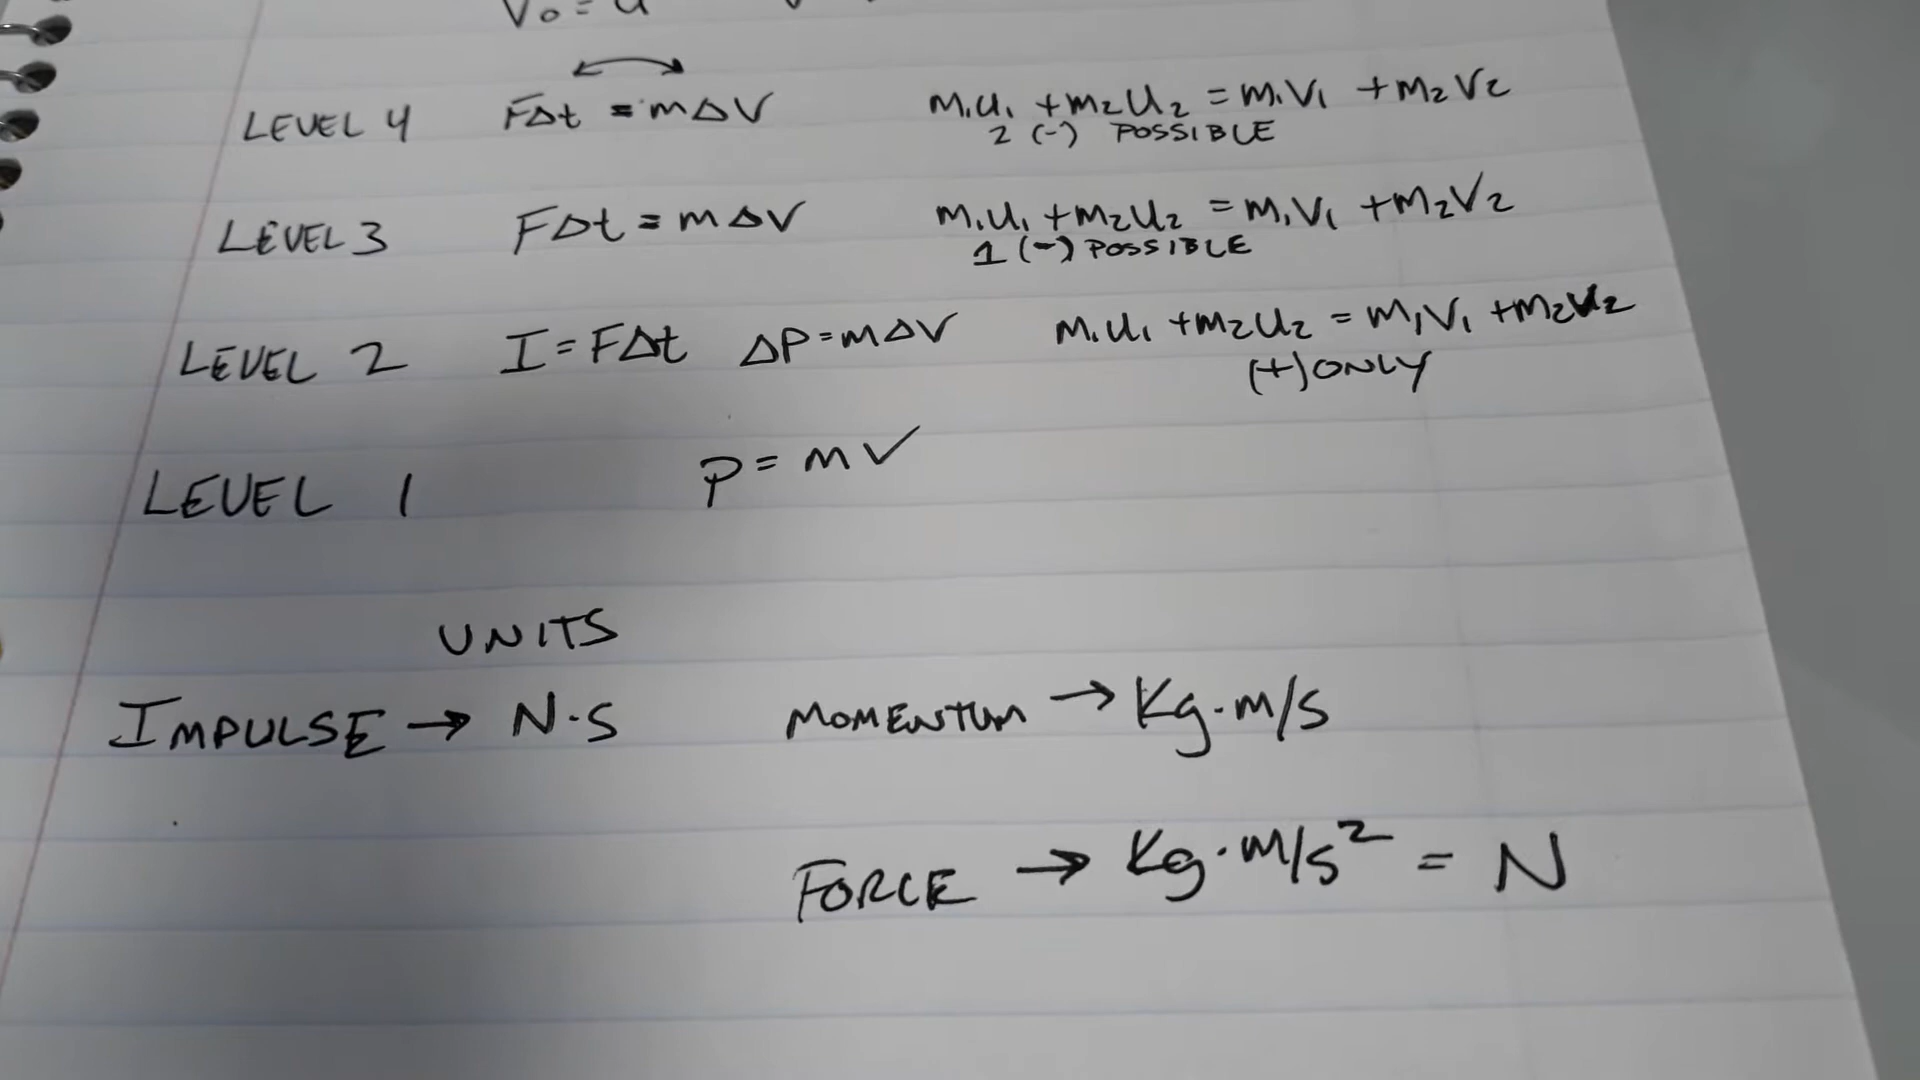 Vo = u
LEVEL 4 FΔt = mΔV m₁u₁ + m₂u₂ = m₁V₁ + m₂V₂
2 (-) POSSIBLE
LEVEL 3 FΔt = mΔV m₁u₁ + m₂u₂ = m₁V₁ + m₂V₂
1 (-) POSSIBLE
LEVEL 2 I = FΔt ΔP = mΔV m₁u₁ + m₂u₂ = m₁V₁ + m₂V₂
(+) ONLY
LEVEL 1 P = mV
UNITS
IMPULSE → N·S MOMENTUM → Kg·m/s
FORCE → Kg·m/s² = N